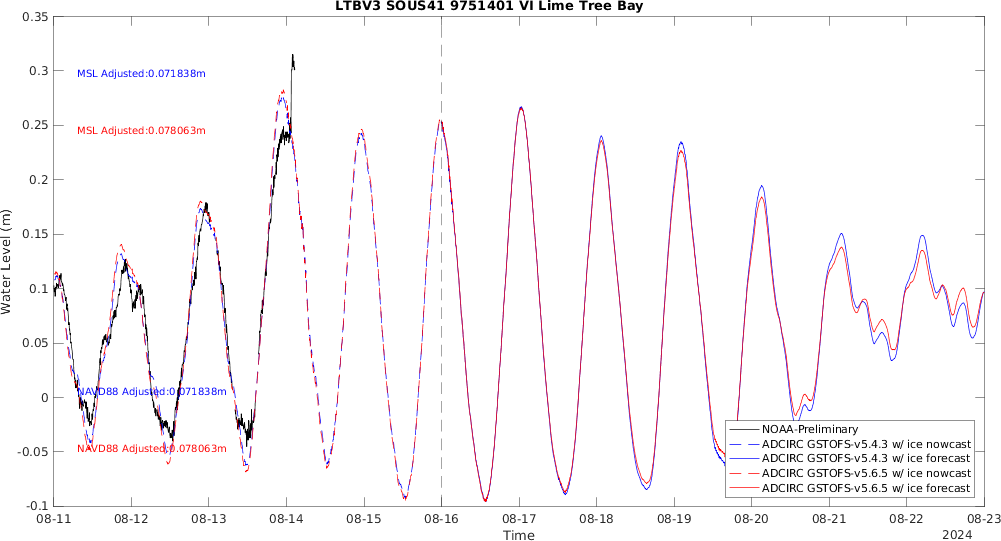 LTBV3 SOUS41 9751401 VI Lime Tree Bay
0.35
0.3
0.25
0.2
0.15
0.1
0.05
0
-0.05
-0.1
Water Level (m)
MSL Adjusted:0.071838m
MSL Adjusted:0.078063m
NAVD88 Adjusted:0.071838m
NAVD88 Adjusted:0.078063m
NOAA-Preliminary
ADCIRC GSTOFS-v5.4.3 w/ ice nowcast
ADCIRC GSTOFS-v5.4.3 w/ ice forecast
ADCIRC GSTOFS-v5.6.5 w/ ice nowcast
ADCIRC GSTOFS-v5.6.5 w/ ice forecast
08-11 08-12 08-13 08-14 08-15 08-16 08-17 08-18 08-19 08-20 08-21 08-22 08-23
Time
2024